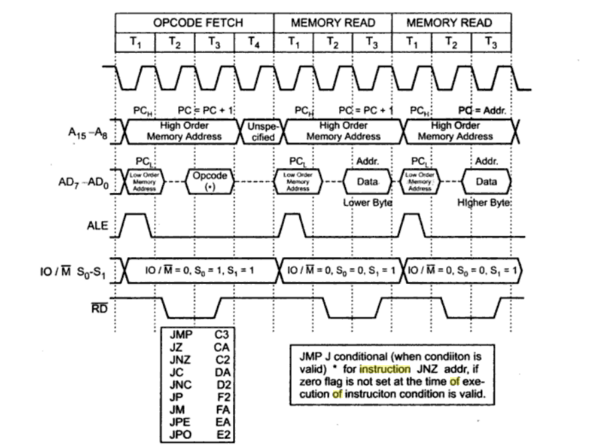 OPCODE FETCH MEMORY READ MEMORY READ
T1 T2 T3 T4 T1 T2 T3 T1 T2 T3
PCH PC = PC + 1 PCH PC = PC + 1 PCH PC = Addr.
A15 –A8 High Order Memory Address Unspe- cified High Order Memory Address High Order Memory Address
PCL PCL Addr. PCL Addr.
AD7 –AD0 Low Order Memory Address Opcode (•) Low Order Memory Address Data Low Order Memory Address Data
Lower Byte HIgher Byte
ALE
IO / M S0-S1 IO / M = 0, S0 = 1, S1 = 1 IO / M = 0, S0 = 0, S1 = 1 IO / M = 0, S0 = 0, S1 = 1
RD
JMP C3
JZ CA
JNZ C2
JC DA
JNC D2
JP F2
JM FA
JPE EA
JPO E2
JMP J conditional (when condiiton is
valid) * for instruction JNZ addr, if
zero flag is not set at the time of exe-
cution of instruciton condition is valid.